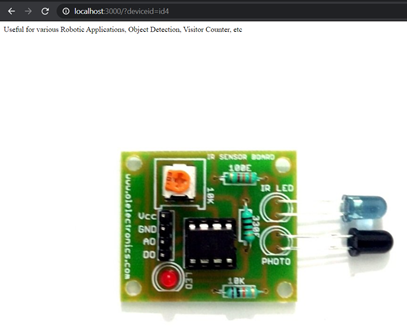 localhost:3000/?deviceid=id4
Useful for various Robotic Applications, Object Detection, Visitor Counter, etc
IR SENSOR BOARD
100E
IR LED
10K
www.olelectronics.com
Vcc
GND
AO
DO
330E
PHOTO
LED
10K